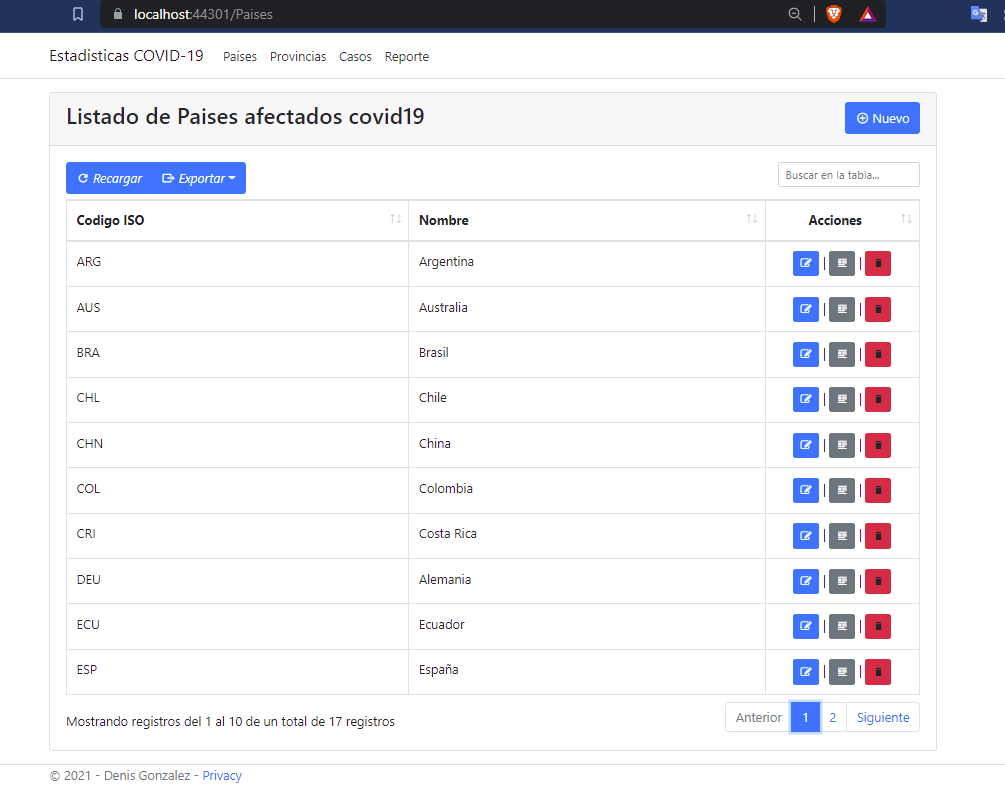 localhost:44301/Paises
Estadisticas COVID-19 Paises Provincias Casos Reporte
Listado de Paises afectados covid19
Nuevo
Recargar Exportar
Buscar en la tabla...
Codigo ISO Nombre Acciones
ARG Argentina | |
AUS Australia | |
BRA Brasil | |
CHL Chile | |
CHN China | |
COL Colombia | |
CRI Costa Rica | |
DEU Alemania | |
ECU Ecuador | |
ESP España | |
Mostrando registros del 1 al 10 de un total de 17 registros
Anterior 1 2 Siguiente
© 2021 - Denis Gonzalez - Privacy